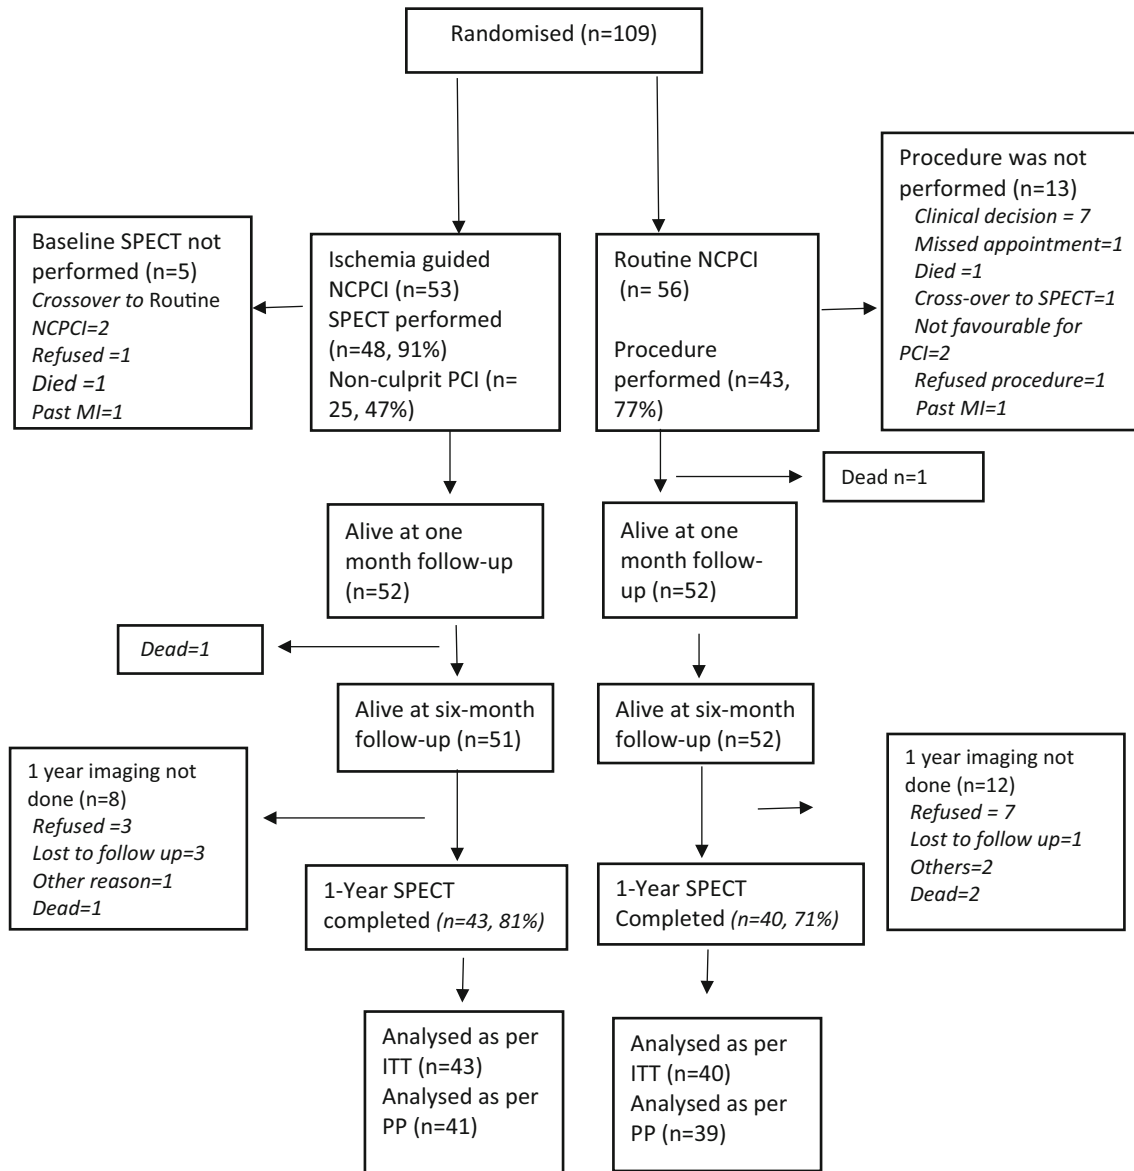 Randomised (n=109)
Procedure was not
performed (n=13)
Clinical decision = 7
Missed appointment=1
Died =1
Cross-over to SPECT=1
Not favourable for
PCI=2
Refused procedure=1
Past MI=1
Baseline SPECT not
performed (n=5)
Crossover to Routine
NCPCI=2
Refused =1
Died =1
Past MI=1
Ischemia guided
NCPCI (n=53)
SPECT performed
(n=48, 91%)
Non-culprit PCI (n=
25, 47%)
Routine NCPCI
(n= 56)
Procedure
performed (n=43,
77%)
Dead n=1
Alive at one
month follow-up
(n=52)
Alive at one
month follow-
up (n=52)
Dead=1
Alive at six-month
follow-up (n=51)
Alive at six-month
follow-up (n=52)
1 year imaging not
done (n=8)
Refused =3
Lost to follow up=3
Other reason=1
Dead=1
1 year imaging not
done (n=12)
Refused = 7
Lost to follow up=1
Others=2
Dead=2
1-Year SPECT
completed (n=43, 81%)
1-Year SPECT
Completed (n=40, 71%)
Analysed as per
ITT (n=43)
Analysed as per
PP (n=41)
Analysed as per
ITT (n=40)
Analysed as per
PP (n=39)